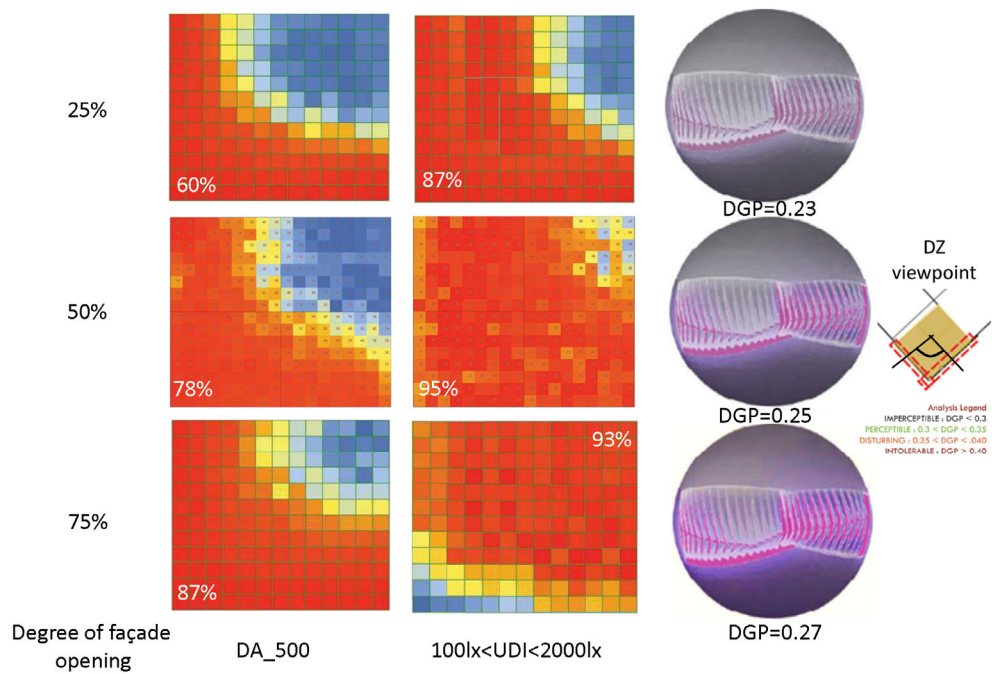 25%
60%
87%
DGP=0.23
50%
78%
95%
DGP=0.25
DZ
viewpoint
Analysis Legend
IMPERCEPTIBLE : DGP < 0.3
PERCEPTIBLE : 0.3 < DGP < 0.35
DISTURBING : 0.35 < DGP < .040
INTOLERABLE : DGP > 0.40
75%
87%
93%
DGP=0.27
Degree of façade
opening
DA_500
100lx<UDI<2000lx